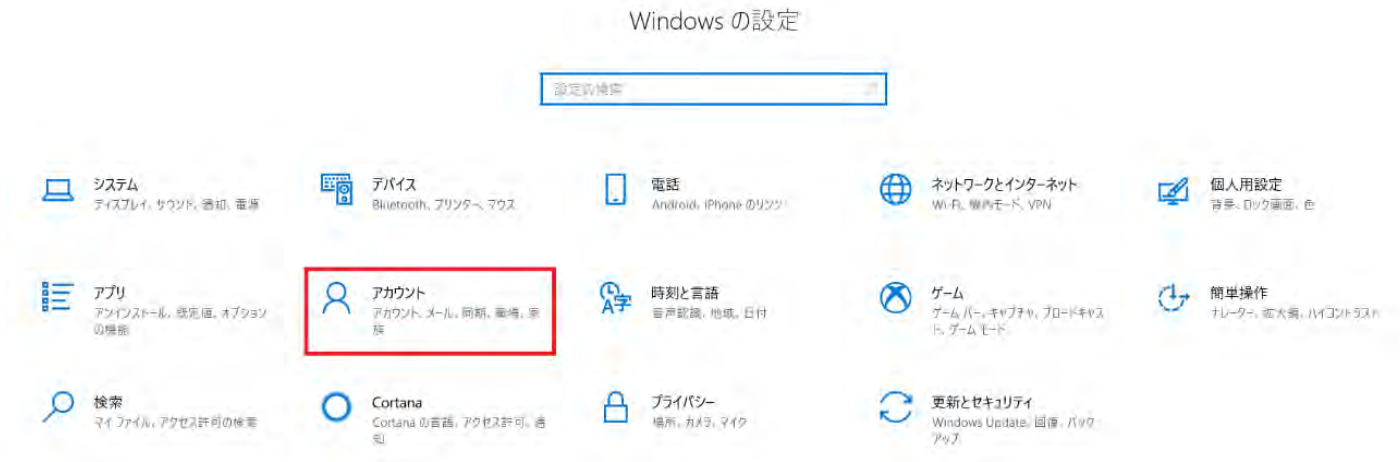 Windows の設定
設定の検索
システム
ディスプレイ、サウンド、通知、電源
デバイス
Bluetooth、プリンター、マウス
電話
Android、iPhone のリンク
ネットワークとインターネット
Wi-Fi、機内モード、VPN
個人用設定
背景、ロック画面、色
アプリ
アンインストール、既定値、オプション
の機能
アカウント
アカウント、メール、同期、職場、家
族
時刻と言語
音声認識、地域、日付
ゲーム
ゲーム バー、キャプチャ、ブロードキャス
ト、ゲーム モード
簡単操作
ナレーター、拡大鏡、ハイコントラスト
検索
マイ ファイル、アクセス許可の検索
Cortana
Cortana の言語、アクセス許可、通
知
プライバシー
場所、カメラ、マイク
更新とセキュリティ
Windows Update、回復、バック
アップ